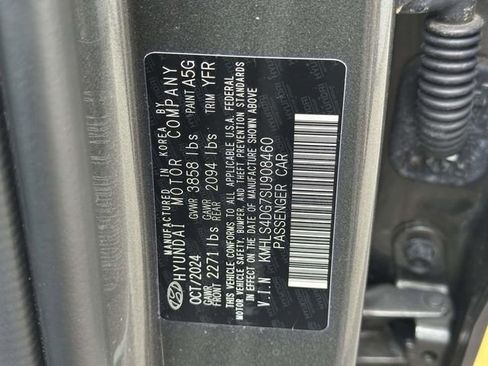 MANUFACTURED IN KOREA BY
HYUNDAI MOTOR COMPANY
OCT/2024 GVWR 3858 lbs PAINT A5G
GAWR FRONT 2271 lbs GAWR REAR 2094 lbs TRIM YFR
THIS VEHICLE CONFORMS TO ALL APPLICABLE U.S.A. FEDERAL
MOTOR VEHICLE SAFETY, BUMPER, AND THEFT PREVENTION STANDARDS
IN EFFECT ON THE DATE OF MANUFACTURE SHOWN ABOVE
V.I.N KMHLS4DG7SU908460
PASSENGER CAR